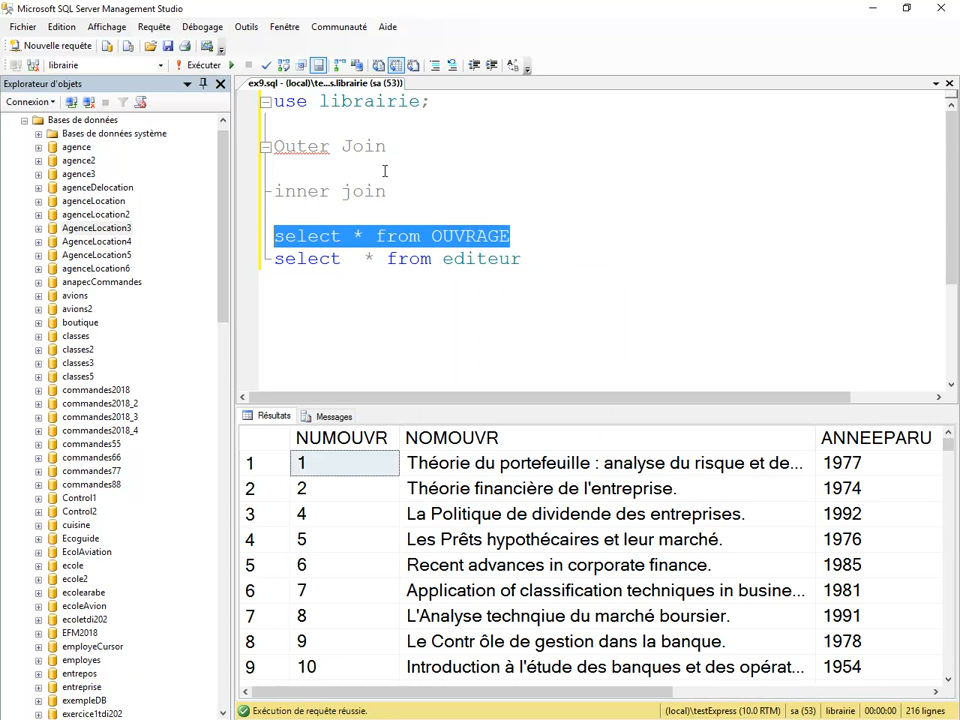 Microsoft SQL Server Management Studio
Fichier Edition Affichage Requête Débogage Outils Fenêtre Communauté Aide
Nouvelle requête
librairie Exécuter
Explorateur d'objets
ex9.sql - (local)\te...s.librairie (sa (53))
Connexion
Bases de données
Bases de données système
agence
agence2
agence3
agenceDelocation
agenceLocation
agenceLocation2
AgenceLocation3
AgenceLocation4
AgenceLocation5
agenceLocation6
anapecCommandes
avions
avions2
boutique
classes
classes2
classes3
classes5
commandes2018
commandes2018_2
commandes2018_3
commandes2018_4
commandes55
commandes66
commandes77
commandes88
Control1
Control2
cuisine
Ecoguide
EcolAviation
ecole
ecole2
ecolearabe
ecoleAvion
ecoletdi202
EFM2018
employeCursor
employes
entrepos
entreprise
exempleDB
exercice1tdi202
use librairie;
Outer Join
inner join
select * from OUVRAGE
select * from editeur
Résultats Messages
NUMOUVR NOMOUVR ANNEEPARU
1 1 Théorie du portefeuille : analyse du risque et de... 1977
2 2 Théorie financière de l'entreprise. 1974
3 4 La Politique de dividende des entreprises. 1992
4 5 Les Prêts hypothécaires et leur marché. 1976
5 6 Recent advances in corporate finance. 1985
6 7 Application of classification techniques in busine... 1981
7 8 L'Analyse technqiue du marché boursier. 1991
8 9 Le Contr ôle de gestion dans la banque. 1978
9 10 Introduction à l'étude des banques et des opérat... 1954
Exécution de requête réussie. (local)\testExpress (10.0 RTM) sa (53) librairie 00:00:00 216 lignes